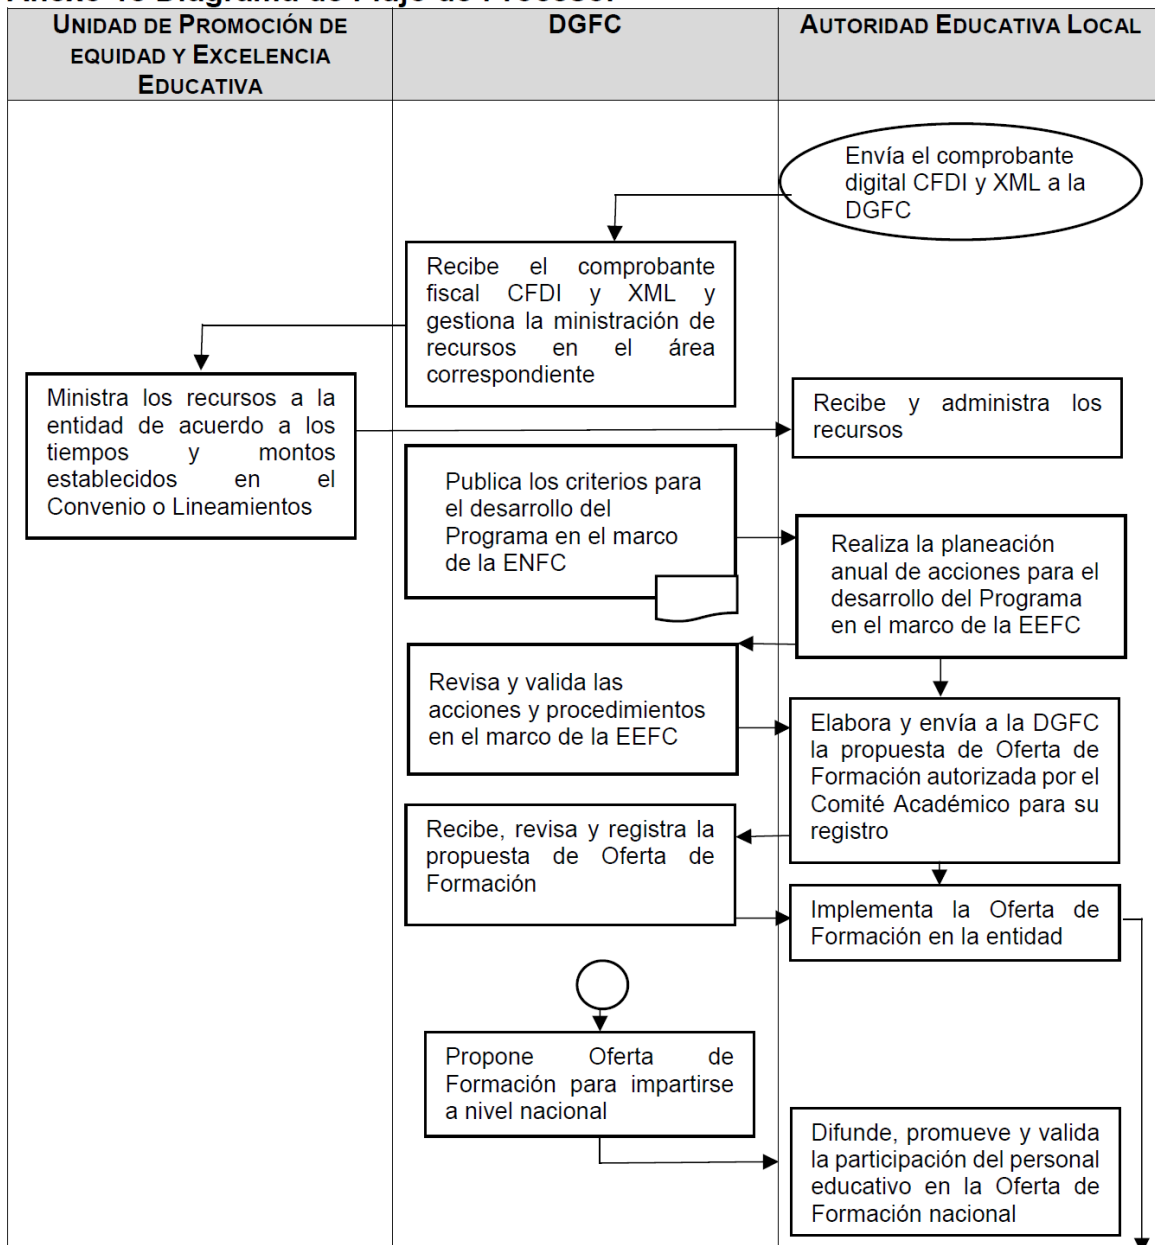 UNIDAD DE PROMOCIÓN DE
EQUIDAD Y EXCELENCIA
EDUCATIVA
DGFC
AUTORIDAD EDUCATIVA LOCAL
Envía el comprobante
digital CFDI y XML a la
DGFC
Recibe el comprobante
fiscal CFDI y XML y
gestiona la ministración de
recursos en el área
correspondiente
Ministra los recursos a la
entidad de acuerdo a los
tiempos y montos
establecidos en el
Convenio o Lineamientos
Recibe y administra los
recursos
Publica los criterios para
el desarrollo del
Programa en el marco
de la ENFC
Realiza la planeación
anual de acciones para el
desarrollo del Programa
en el marco de la EEFC
Revisa y valida las
acciones y procedimientos
en el marco de la EEFC
Elabora y envía a la DGFC
la propuesta de Oferta de
Formación autorizada por el
Comité Académico para su
registro
Recibe, revisa y registra la
propuesta de Oferta de
Formación
Implementa la Oferta de
Formación en la entidad
Propone Oferta de
Formación para impartirse
a nivel nacional
Difunde, promueve y valida
la participación del personal
educativo en la Oferta de
Formación nacional